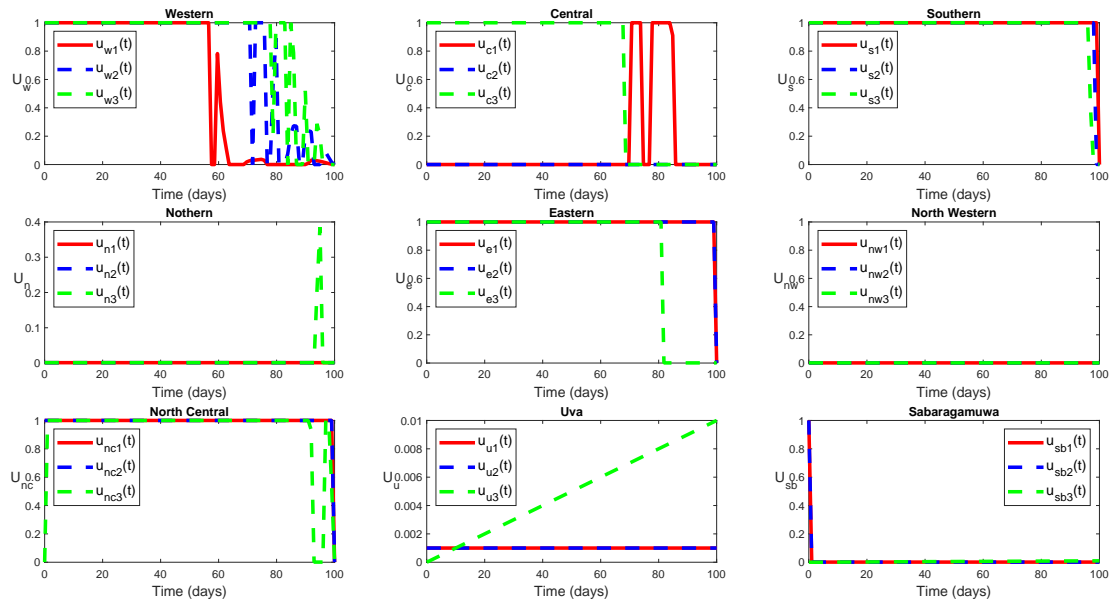 Western
1
0.8
0.6
0.4
0.2
0
U_w
u_w1(t)
u_w2(t)
u_w3(t)
0 20 40 60 80 100
Time (days)
Central
1
0.8
0.6
0.4
0.2
0
U_c
u_c1(t)
u_c2(t)
u_c3(t)
0 20 40 60 80 100
Time (days)
Southern
1
0.8
0.6
0.4
0.2
0
U_s
u_s1(t)
u_s2(t)
u_s3(t)
0 20 40 60 80 100
Time (days)
Nothern
0.4
0.3
0.2
0.1
0
U_n
u_n1(t)
u_n2(t)
u_n3(t)
0 20 40 60 80 100
Time (days)
Eastern
1
0.8
0.6
0.4
0.2
0
U_e
u_e1(t)
u_e2(t)
u_e3(t)
0 20 40 60 80 100
Time (days)
North Western
1
0.8
0.6
0.4
0.2
0
U_nw
u_nw1(t)
u_nw2(t)
u_nw3(t)
0 20 40 60 80 100
Time (days)
North Central
1
0.8
0.6
0.4
0.2
0
U_nc
u_nc1(t)
u_nc2(t)
u_nc3(t)
0 20 40 60 80 100
Time (days)
Uva
0.01
0.008
0.006
0.004
0.002
0
U_u
u_u1(t)
u_u2(t)
u_u3(t)
0 20 40 60 80 100
Time (days)
Sabaragamuwa
1
0.8
0.6
0.4
0.2
0
U_sb
u_sb1(t)
u_sb2(t)
u_sb3(t)
0 20 40 60 80 100
Time (days)